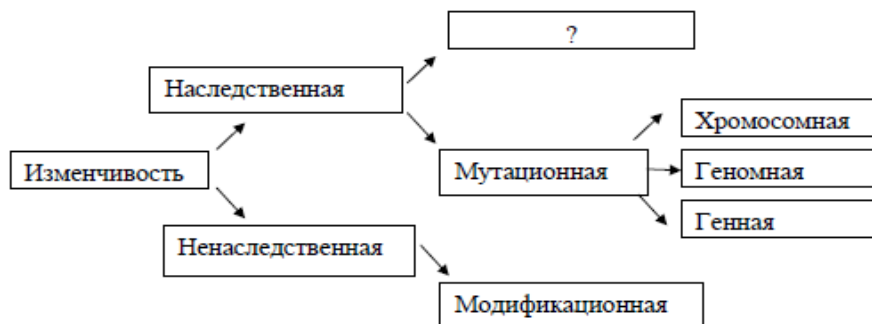 ?
Наследственная
Хромосомная
Изменчивость
Мутационная
Геномная
Генная
Ненаследственная
Модификационная